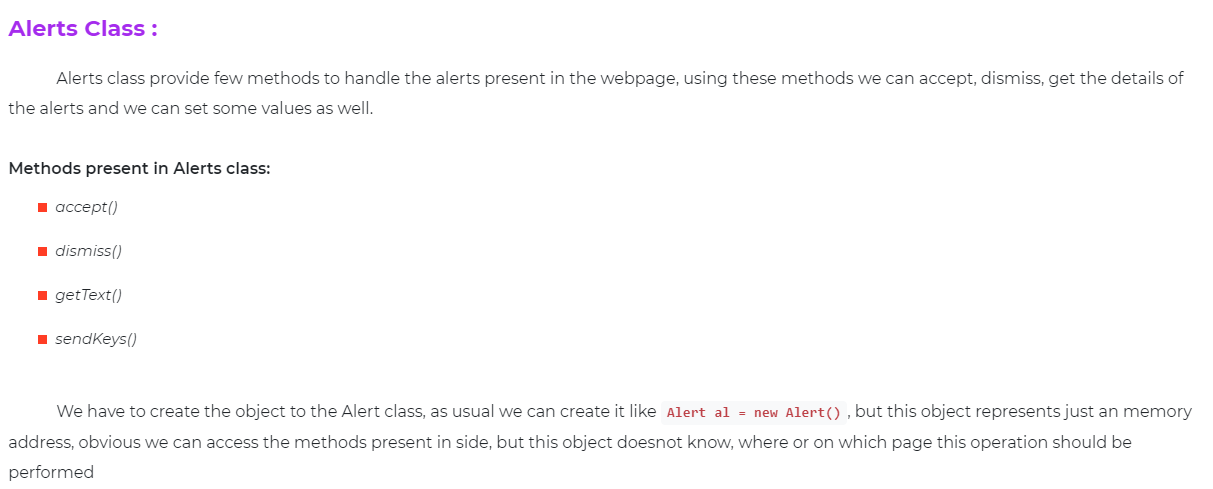 Alerts Class :
Alerts class provide few methods to handle the alerts present in the webpage, using these methods we can accept, dismiss, get the details of
the alerts and we can set some values as well.
Methods present in Alerts class:
accept()
dismiss()
getText()
sendKeys()
We have to create the object to the Alert class, as usual we can create it like Alert al = new Alert() , but this object represents just an memory
address, obvious we can access the methods present in side, but this object doesnot know, where or on which page this operation should be
performed